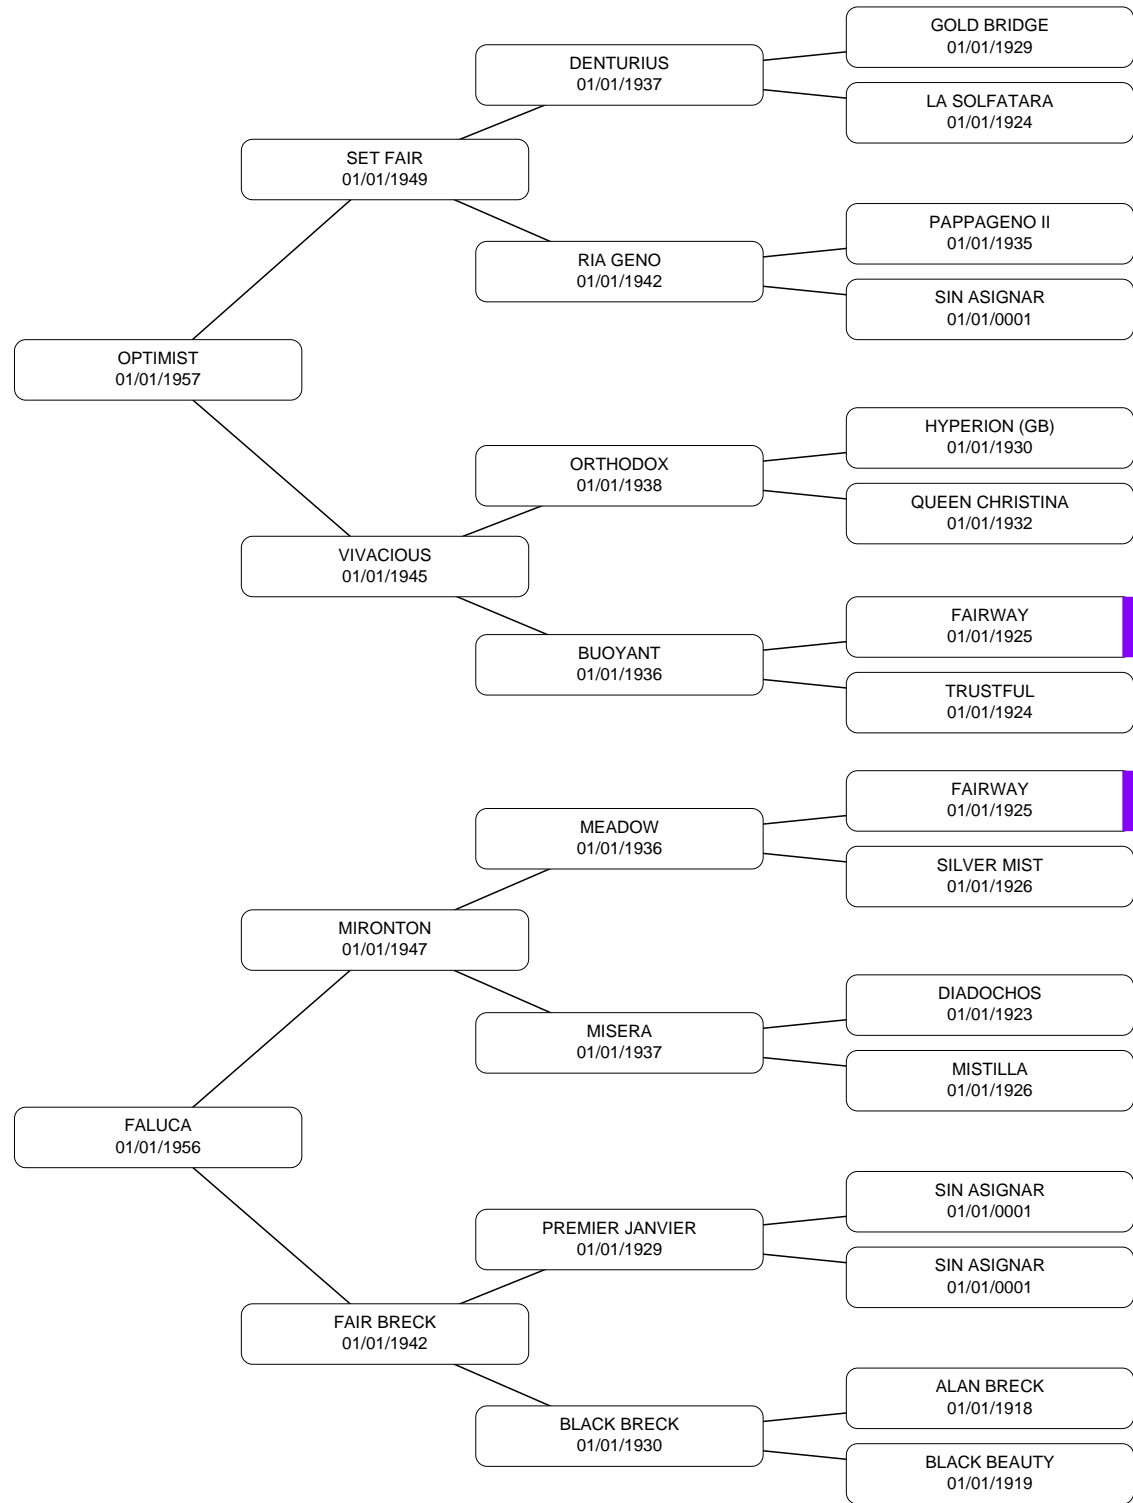 GOLD BRIDGE
01/01/1929
DENTURIUS
01/01/1937
LA SOLFATARA
01/01/1924
SET FAIR
01/01/1949
PAPPAGENO II
01/01/1935
RIA GENO
01/01/1942
SIN ASIGNAR
01/01/0001
OPTIMIST
01/01/1957
HYPERION (GB)
01/01/1930
ORTHODOX
01/01/1938
QUEEN CHRISTINA
01/01/1932
VIVACIOUS
01/01/1945
FAIRWAY
01/01/1925
BUOYANT
01/01/1936
TRUSTFUL
01/01/1924
FAIRWAY
01/01/1925
MEADOW
01/01/1936
SILVER MIST
01/01/1926
MIRONTON
01/01/1947
DIADOCHOS
01/01/1923
MISERA
01/01/1937
MISTILLA
01/01/1926
FALUCA
01/01/1956
SIN ASIGNAR
01/01/0001
PREMIER JANVIER
01/01/1929
SIN ASIGNAR
01/01/0001
FAIR BRECK
01/01/1942
ALAN BRECK
01/01/1918
BLACK BRECK
01/01/1930
BLACK BEAUTY
01/01/1919